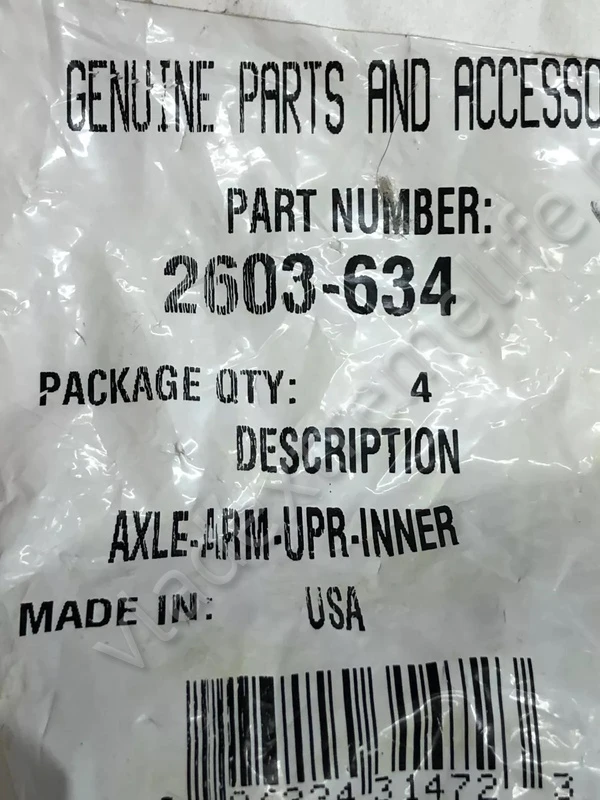 GENUINE PARTS AND ACCESSO
PART NUMBER:
2603-634
PACKAGE QTY: 4
DESCRIPTION
AXLE-ARM-UPR-INNER
MADE IN: USA